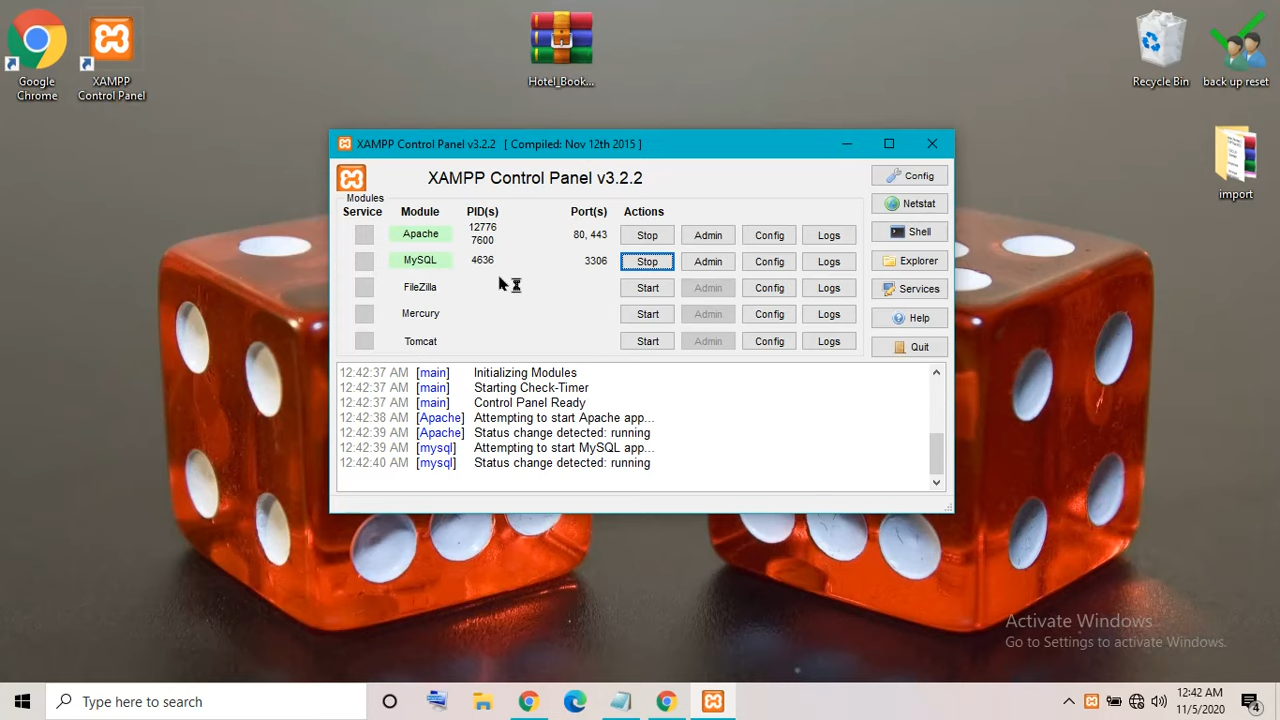 Google
Chrome
XAMPP
Control Panel
Hotel_Book...
Recycle Bin
back up reset
import
XAMPP Control Panel v3.2.2 [ Compiled: Nov 12th 2015 ]
XAMPP Control Panel v3.2.2
Config
Netstat
Shell
Explorer
Services
Help
Quit
Modules
Service Module PID(s) Port(s) Actions
Apache 12776 7600 80, 443 Stop Admin Config Logs
MySQL 4636 3306 Stop Admin Config Logs
FileZilla Start Admin Config Logs
Mercury Start Admin Config Logs
Tomcat Start Admin Config Logs
12:42:37 AM [main] Initializing Modules
12:42:37 AM [main] Starting Check-Timer
12:42:37 AM [main] Control Panel Ready
12:42:38 AM [Apache] Attempting to start Apache app...
12:42:39 AM [Apache] Status change detected: running
12:42:39 AM [mysql] Attempting to start MySQL app...
12:42:40 AM [mysql] Status change detected: running
Activate Windows
Go to Settings to activate Windows.
Type here to search
12:42 AM
11/5/2020
4